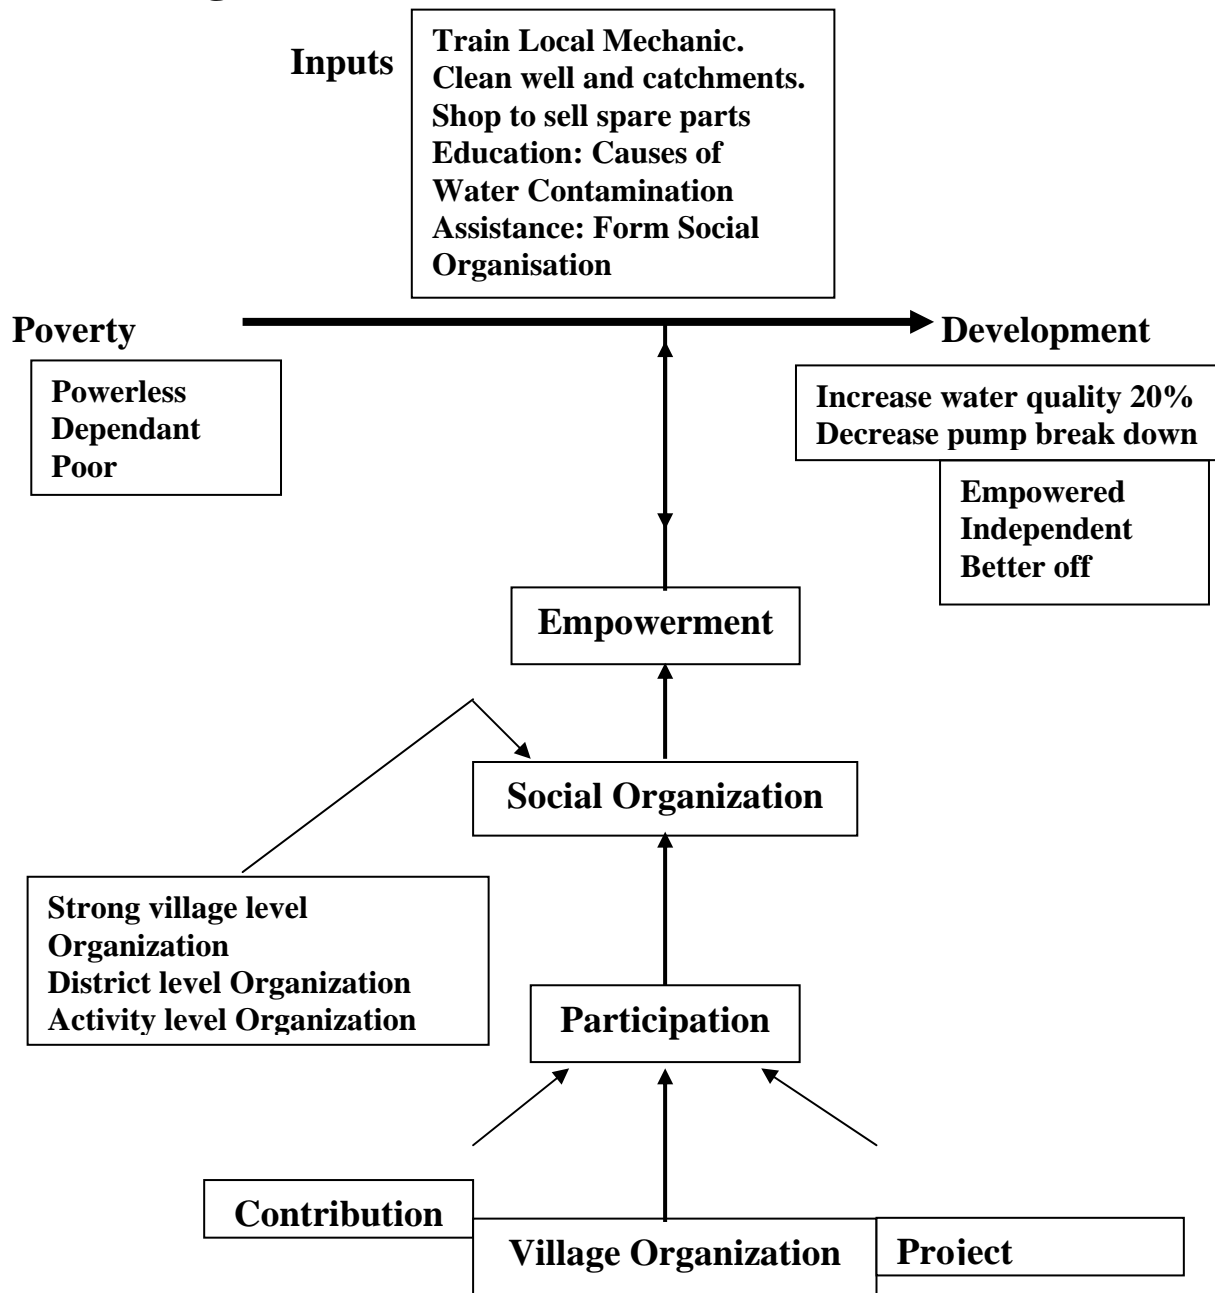 Inputs
Train Local Mechanic.
Clean well and catchments.
Shop to sell spare parts
Education: Causes of
Water Contamination
Assistance: Form Social
Organisation
Poverty
Development
Powerless
Dependant
Poor
Increase water quality 20%
Decrease pump break down
Empowered
Independent
Better off
Empowerment
Social Organization
Strong village level
Organization
District level Organization
Activity level Organization
Participation
Contribution
Village Organization
Project